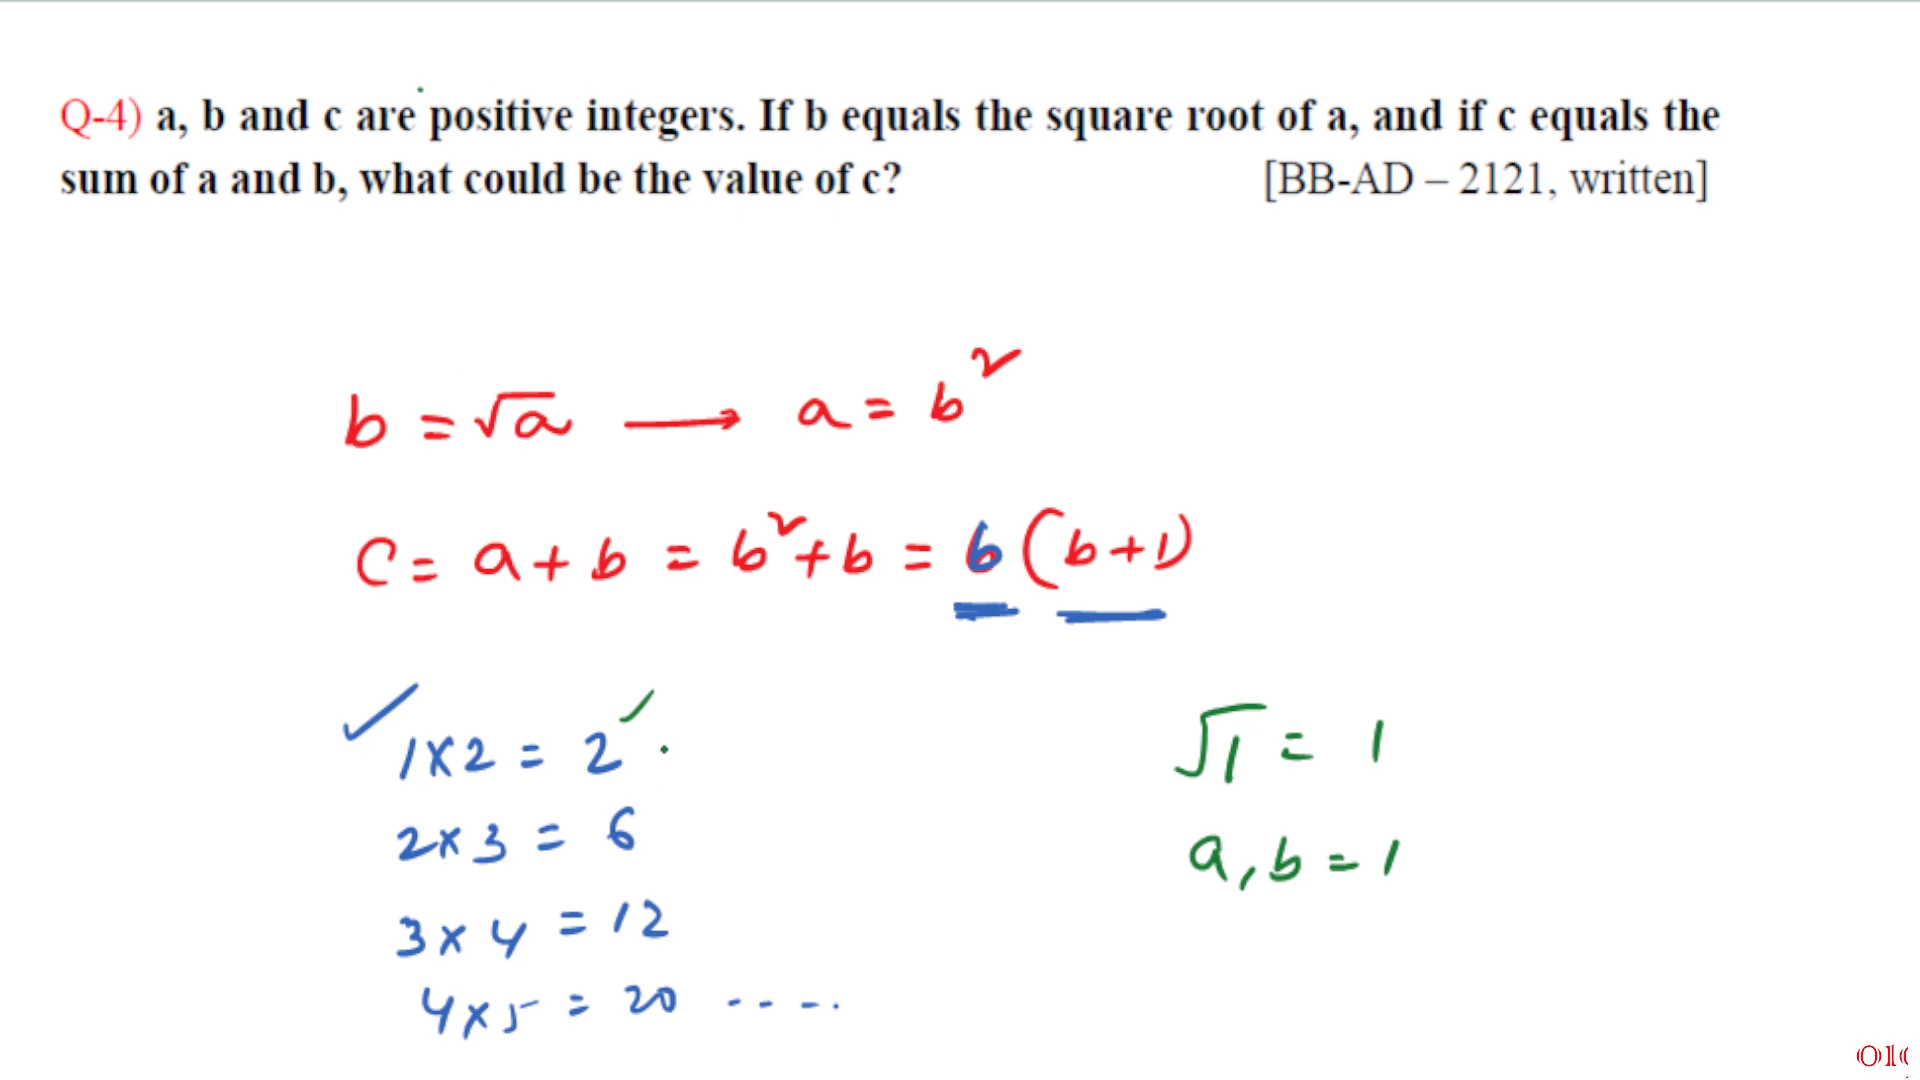 Q-4) a, b and c are positive integers. If b equals the square root of a, and if c equals the
sum of a and b, what could be the value of c? [BB-AD – 2121, written]
b = √a → a = b²
C = a + b = b² + b = b (b+1)
1×2 = 2
2×3 = 6
3×4 = 12
4×5 = 20 ----.
√1 = 1
a, b = 1